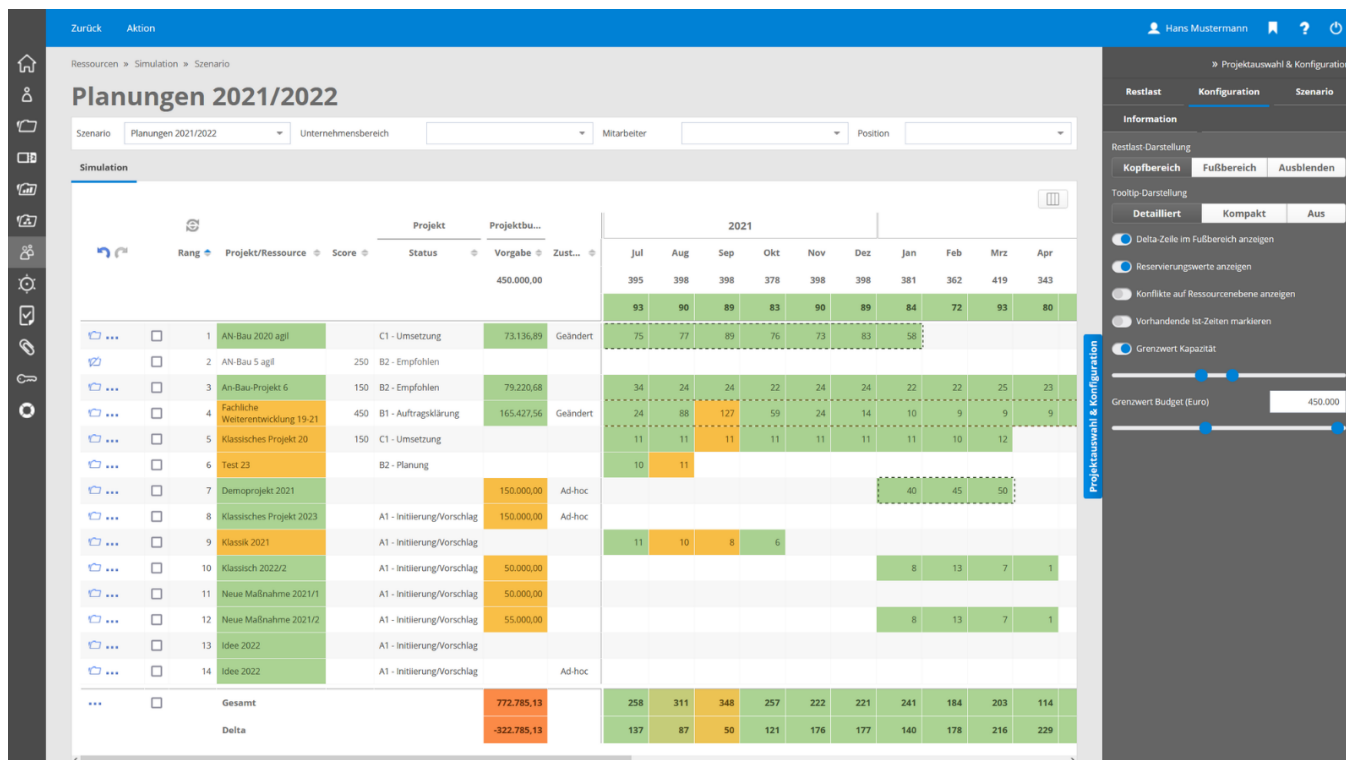 Zurück Aktion Hans Mustermann ?
Ressourcen » Simulation » Szenario
» Projektauswahl & Konfiguration
Planungen 2021/2022
Restlast Konfiguration Szenario
Information
Szenario Planungen 2021/2022 Unternehmensbereich Mitarbeiter Position
Restlast-Darstellung
Kopfbereich Fußbereich Ausblenden
Simulation
Tooltip-Darstellung
Detailliert Kompakt Aus
Delta-Zeile im Fußbereich anzeigen
Reservierungswerte anzeigen
Konflikte auf Ressourcenebene anzeigen
Vorhandende Ist-Zeiten markieren
Grenzwert Kapazität
Grenzwert Budget (Euro) 450.000
Projektauswahl & Konfiguration
Projekt Projektbu... 2021
Rang Projekt/Ressource Score Status Vorgabe Zust... Jul Aug Sep Okt Nov Dez Jan Feb Mrz Apr
450.000,00 395 398 398 378 398 398 381 362 419 343
93 90 89 83 90 89 84 72 93 80
1 AN-Bau 2020 agil C1 - Umsetzung 73.136,89 Geändert 75 77 89 76 73 83 58
2 AN-Bau 5 agil 250 B2 - Empfohlen
3 An-Bau-Projekt 6 150 B2 - Empfohlen 79.220,68 34 24 24 22 24 24 22 22 25 23
4 Fachliche
Weiterentwicklung 19-21 450 B1 - Auftragsklärung 165.427,56 Geändert 24 88 127 59 24 14 10 9 9 9
5 Klassisches Projekt 20 150 C1 - Umsetzung 11 11 11 11 11 11 11 10 12
6 Test 23 B2 - Planung 10 11
7 Demoprojekt 2021 150.000,00 Ad-hoc 40 45 50
8 Klassisches Projekt 2023 A1 - Initiierung/Vorschlag 150.000,00 Ad-hoc
9 Klassik 2021 A1 - Initiierung/Vorschlag 11 10 8 6
10 Klassisch 2022/2 A1 - Initiierung/Vorschlag 50.000,00 8 13 7 1
11 Neue Maßnahme 2021/1 A1 - Initiierung/Vorschlag 50.000,00
12 Neue Maßnahme 2021/2 A1 - Initiierung/Vorschlag 55.000,00 8 13 7 1
13 Idee 2022 A1 - Initiierung/Vorschlag
14 Idee 2022 A1 - Initiierung/Vorschlag Ad-hoc
Gesamt 772.785,13 258 311 348 257 222 221 241 184 203 114
Delta -322.785,13 137 87 50 121 176 177 140 178 216 229